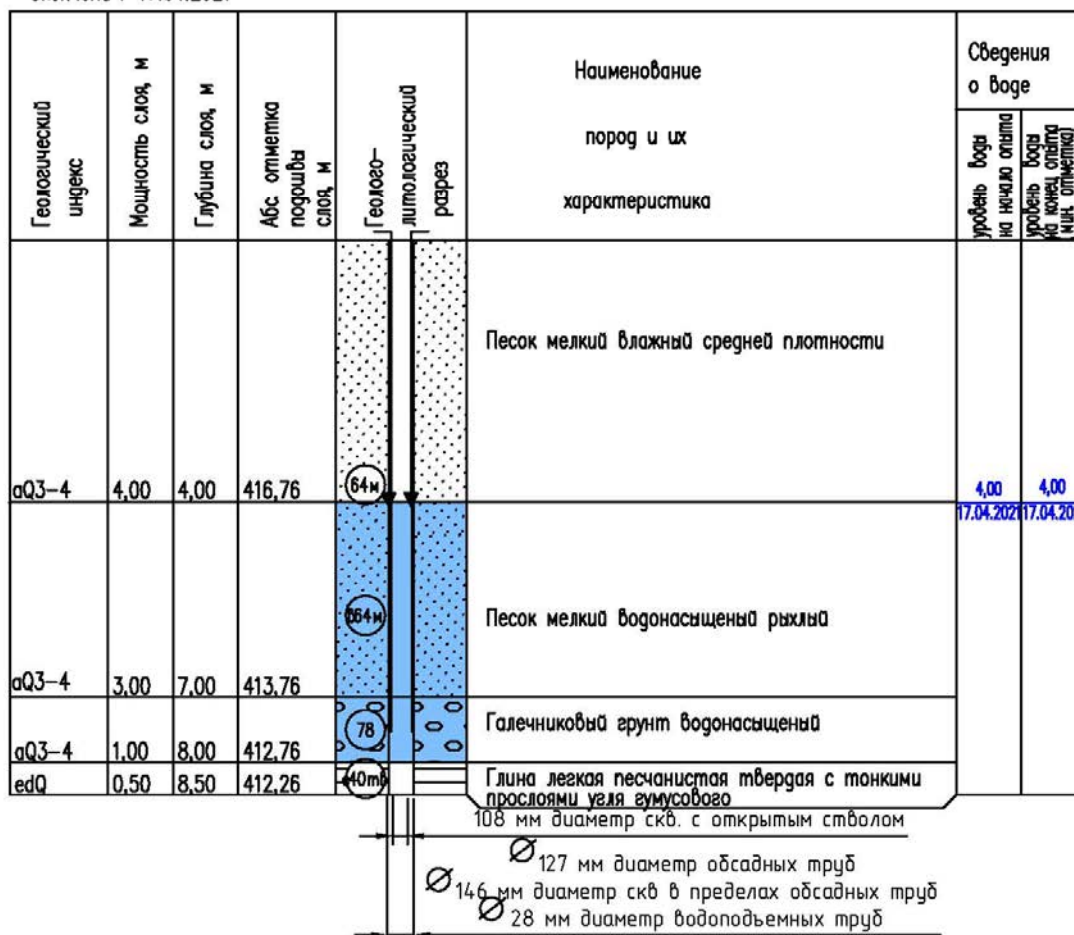 Геологический индекс
Мощность слоя, м
Глубина слоя, м
Абс. отметка подошвы слоя, м
Геолого-литологический разрез
Наименование
пород и их
характеристика
Сведения
о воде
уровень воды на начало опыта
уровень воды на конец опыта (мин. отметка)
Песок мелкий влажный средней плотности
aQ3-4 4,00 4,00 416,76 64м
4,00 4,00
17.04.2021 17.04.20
Песок мелкий водонасыщеный рыхлый
64м
aQ3-4 3,00 7,00 413,76
Галечниковый грунт водонасыщеный
78
aQ3-4 1,00 8,00 412,76
edQ 0,50 8,50 412,26 Глина легкая песчанистая твердая с тонкими
прослоями угля гумусового
108 мм диаметр скв. с открытым стволом
127 мм диаметр обсадных труб
146 мм диаметр скв в пределах обсадных труб
28 мм диаметр водоподъемных труб